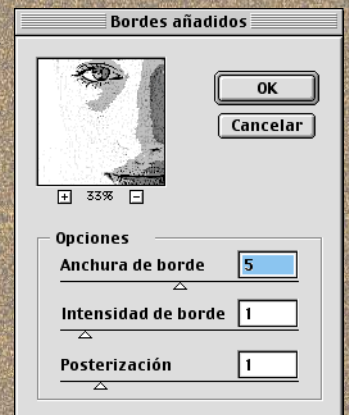 Bordes añadidos
OK
Cancelar
33%
Opciones
Anchura de borde 5
Intensidad de borde 1
Posterización 1